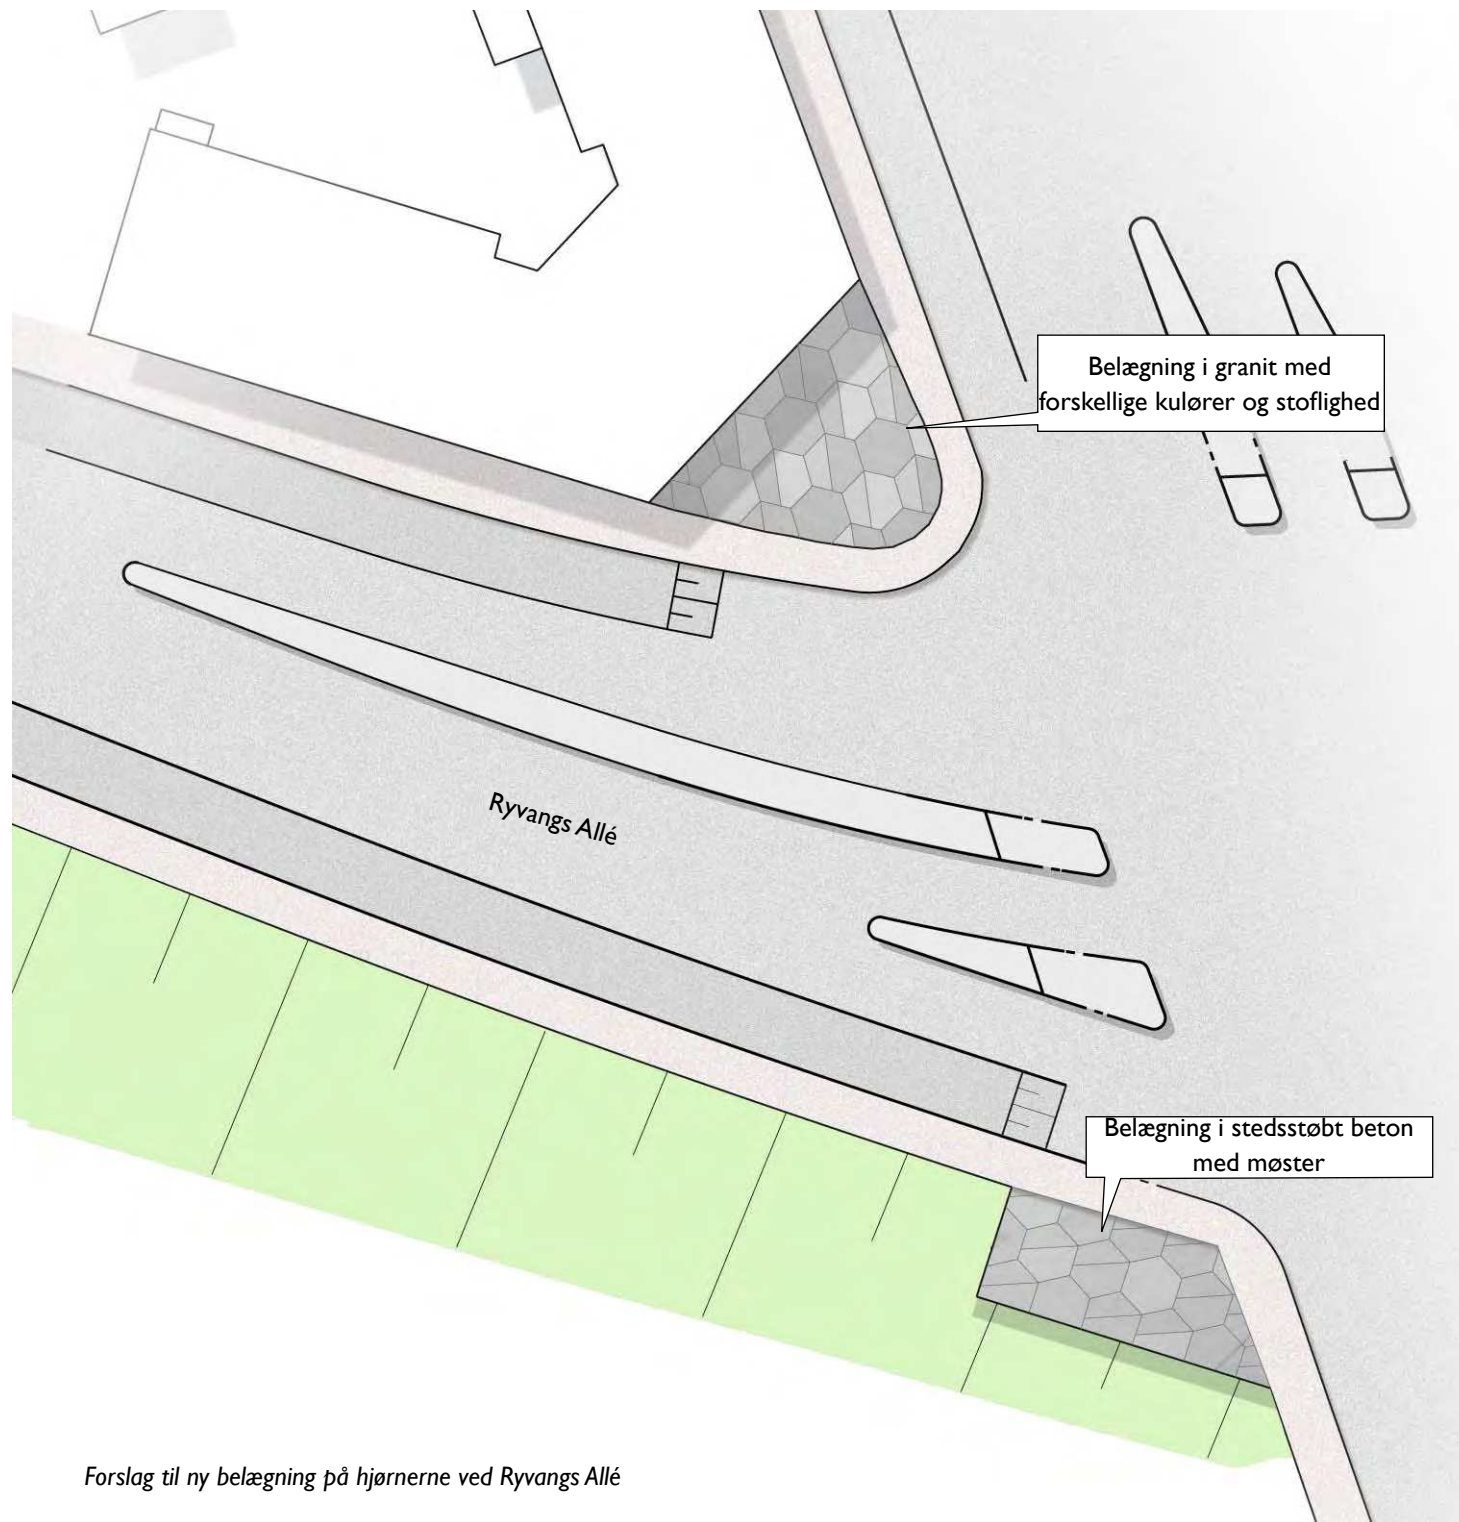 Belægning i granit med
forskellige kulører og stoflighed
Ryvangs Allé
Belægning i stedsstøbt beton
med møster
Forslag til ny belægning på hjørnerne ved Ryvangs Allé